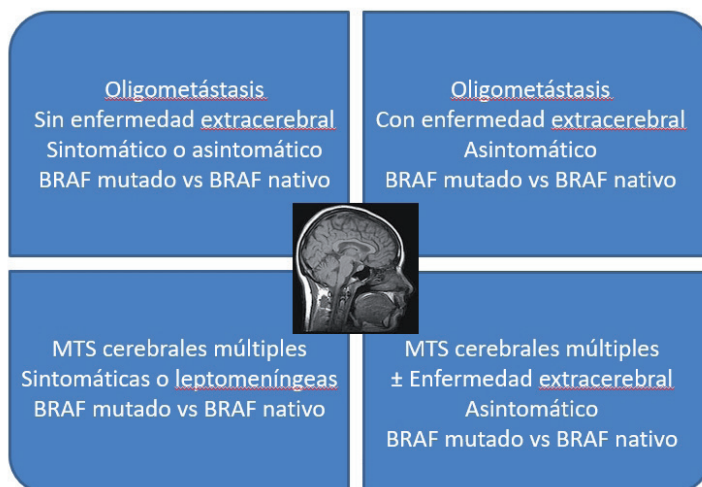 Oligometástasis
Sin enfermedad extracerebral
Sintomático o asintomático
BRAF mutado vs BRAF nativo
Oligometástasis
Con enfermedad extracerebral
Asintomático
BRAF mutado vs BRAF nativo
MTS cerebrales múltiples
Sintomáticas o leptomeníngeas
BRAF mutado vs BRAF nativo
MTS cerebrales múltiples
± Enfermedad extracerebral
Asintomático
BRAF mutado vs BRAF nativo